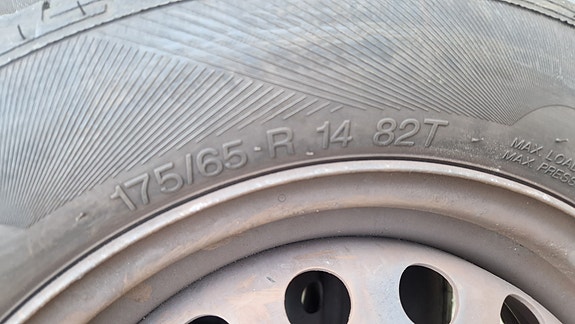 175/65·R 14 82T
MAX LOAD
MAX. PRESS